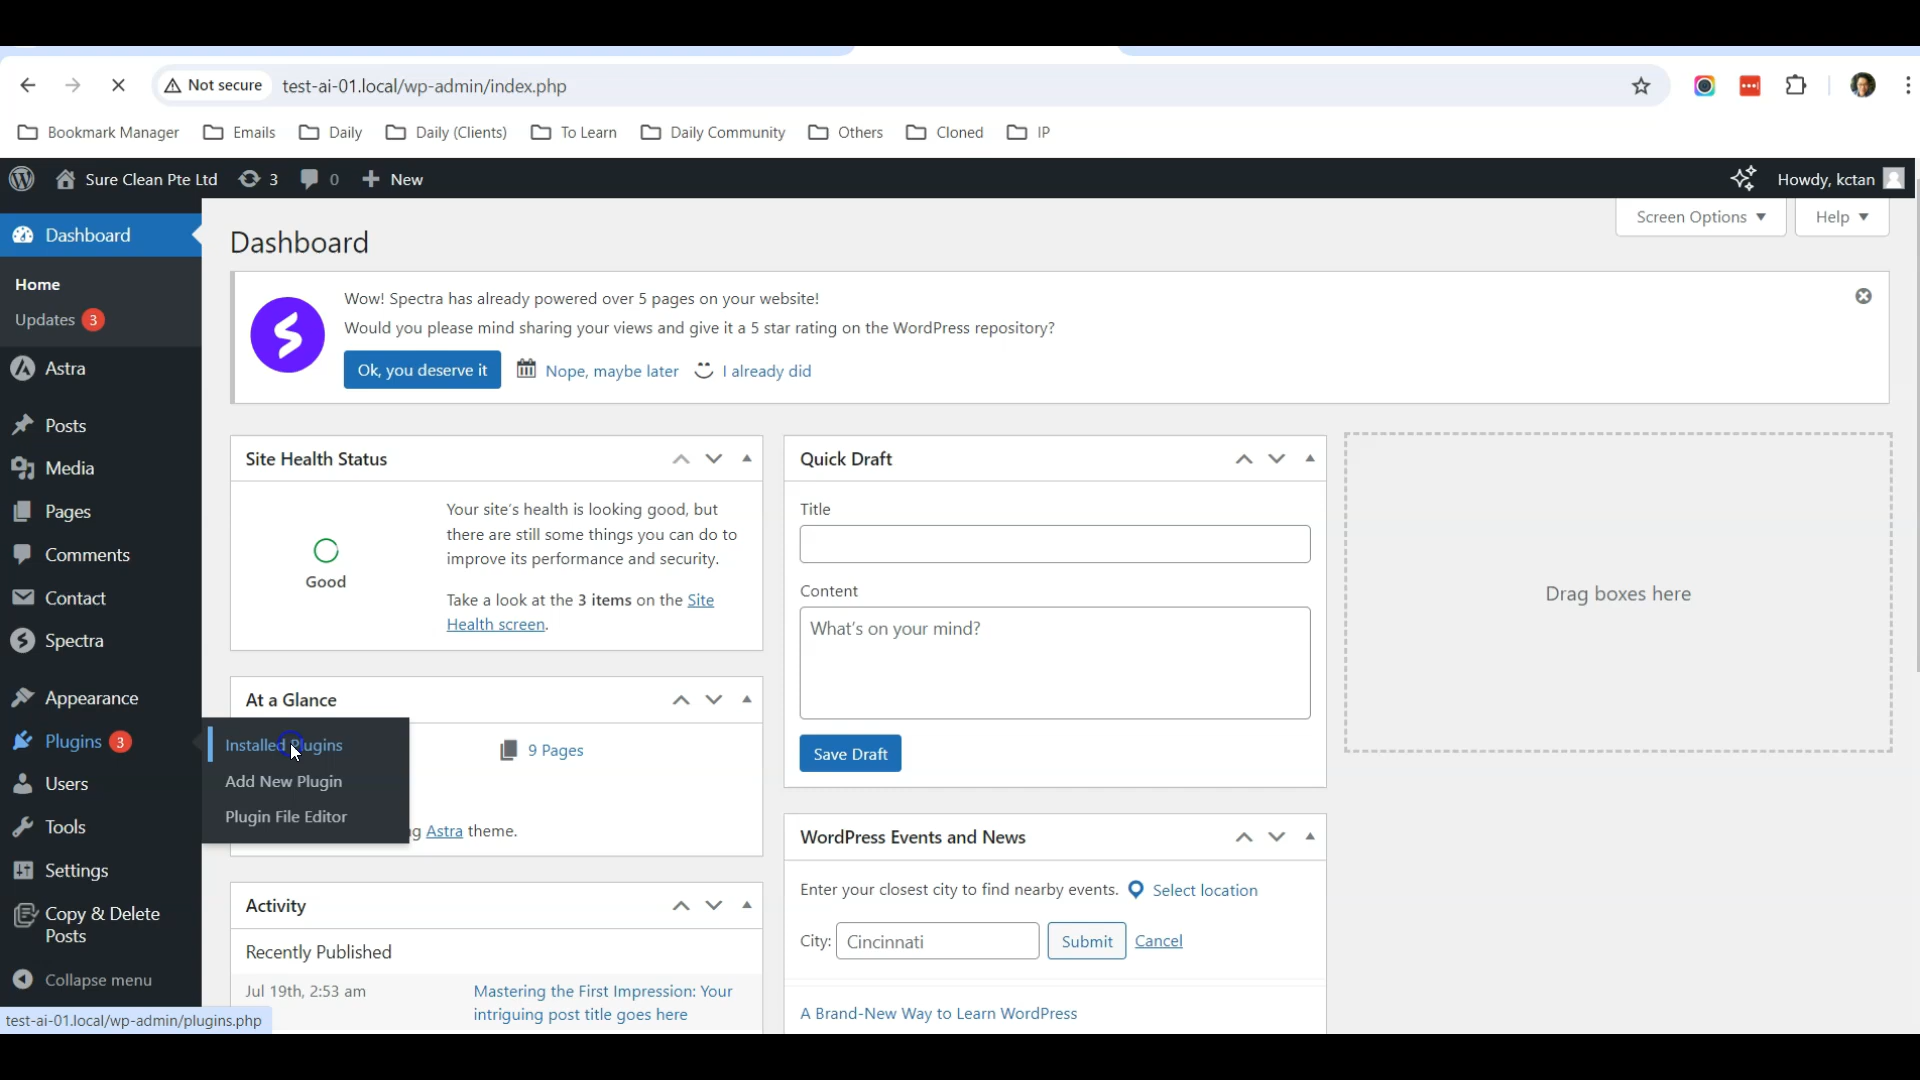 Not secure test-ai-01.local/wp-admin/index.php
Bookmark Manager Emails Daily Daily (Clients) To Learn Daily Community Others Cloned IP
Sure Clean Pte Ltd 3 0 New Howdy, kctan
Dashboard
Home
Updates 3
Astra
Posts
Media
Pages
Comments
Contact
Spectra
Appearance
Plugins 3
Users
Tools
Settings
Copy & Delete
Posts
Collapse menu
Installed Plugins
Add New Plugin
Plugin File Editor
test-ai-01.local/wp-admin/plugins.php
Screen Options Help
Dashboard
Wow! Spectra has already powered over 5 pages on your website!
Would you please mind sharing your views and give it a 5 star rating on the WordPress repository?
Ok, you deserve it Nope, maybe later I already did
Site Health Status
Good
Your site's health is looking good, but
there are still some things you can do to
improve its performance and security.
Take a look at the 3 items on the Site
Health screen.
At a Glance
9 Pages
g Astra theme.
Activity
Recently Published
Jul 19th, 2:53 am Mastering the First Impression: Your
intriguing post title goes here
Quick Draft
Title
Content
What's on your mind?
Save Draft
WordPress Events and News
Enter your closest city to find nearby events. Select location
City: Cincinnati Submit Cancel
A Brand-New Way to Learn WordPress
Drag boxes here